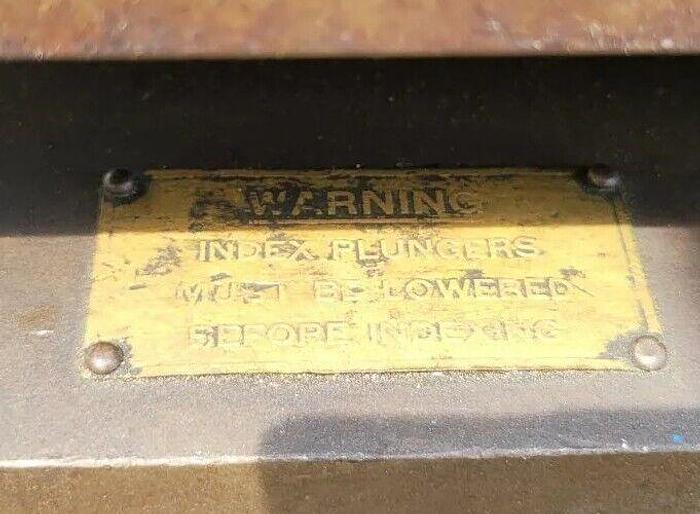 WARNING
INDEX PLUNGERS
MUST BE LOWERED
BEFORE INDEXING